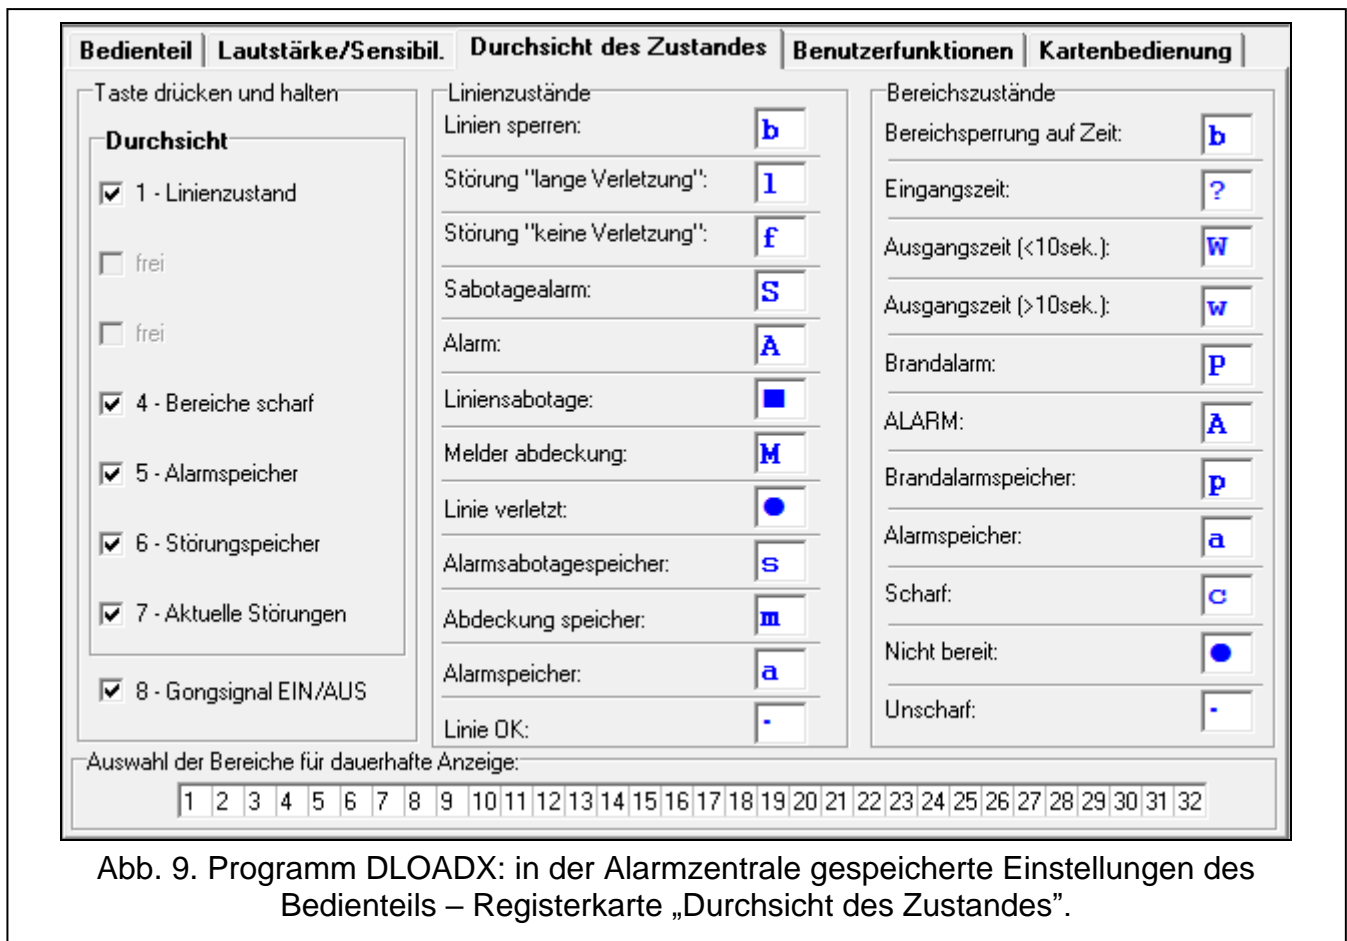 Bedienteil Lautstärke/Sensibil. Durchsicht des Zustandes Benutzerfunktionen Kartenbedienung
Taste drücken und halten
Durchsicht
1 - Linienzustand
frei
frei
4 - Bereiche scharf
5 - Alarmspeicher
6 - Störungspeicher
7 - Aktuelle Störungen
8 - Gongsignal EIN/AUS
Linienzustände
Linien sperren: b
Störung "lange Verletzung": l
Störung "keine Verletzung": f
Sabotagealarm: S
Alarm: A
Liniensabotage: ■
Melder abdeckung: M
Linie verletzt: ●
Alarmsabotagespeicher: s
Abdeckung speicher: m
Alarmspeicher: a
Linie OK: -
Bereichszustände
Bereichsperrung auf Zeit: b
Eingangszeit: ?
Ausgangszeit (<10sek.): W
Ausgangszeit (>10sek.): w
Brandalarm: P
ALARM: A
Brandalarmspeicher: p
Alarmspeicher: a
Scharf: c
Nicht bereit: ●
Unscharf: -
Auswahl der Bereiche für dauerhafte Anzeige:
1 2 3 4 5 6 7 8 9 10 11 12 13 14 15 16 17 18 19 20 21 22 23 24 25 26 27 28 29 30 31 32
Abb. 9. Programm DLOADX: in der Alarmzentrale gespeicherte Einstellungen des
Bedienteils – Registerkarte „Durchsicht des Zustandes”.